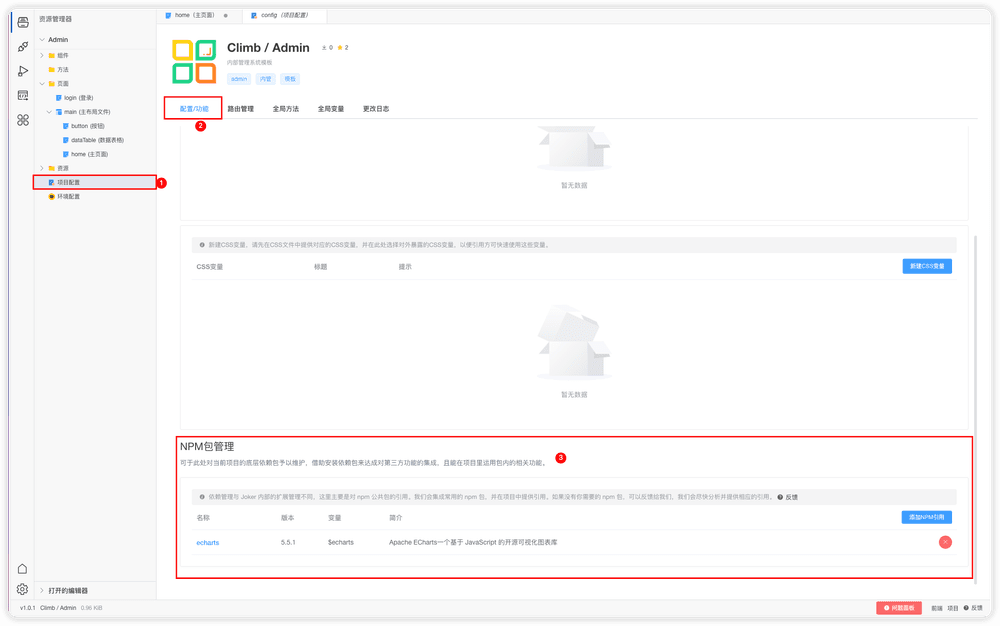 资源管理器
home（主页面）
config（项目配置）
Admin
组件
方法
页面
login (登录)
main (主布局文件)
button (按钮)
dataTable (数据表格)
home (主页面)
资源
项目配置
1
环境配置
打开的编辑器
Climb / Admin
0
2
内部管理系统模板
admin
内管
模板
配置/功能
路由管理
全局方法
全局变量
更改日志
2
暂无数据
新建CSS变量，请先在CSS文件中提供对应的CSS变量，并在此处选择对外暴露的CSS变量，以便引用方可快速使用这些变量。
CSS变量
标题
提示
新建CSS变量
暂无数据
NPM包管理
可于此处对当前项目的底层依赖包予以维护，借助安装依赖包来达成对第三方功能的集成，且能在项目里运用包内的相关功能。
3
依赖管理与 Joker 内部的扩展管理不同，这里主要是对 npm 公共包的引用。我们会集成常用的 npm 包，并在项目中提供引用。如果没有你需要的 npm 包，可以反馈给我们，我们会尽快分析并提供相应的引用。
反馈
名称
版本
变量
简介
添加NPM引用
echarts
5.5.1
$echarts
Apache ECharts一个基于 JavaScript 的开源可视化图表库
v1.0.1
Climb / Admin
0.96 KiB
前端
项目
反馈